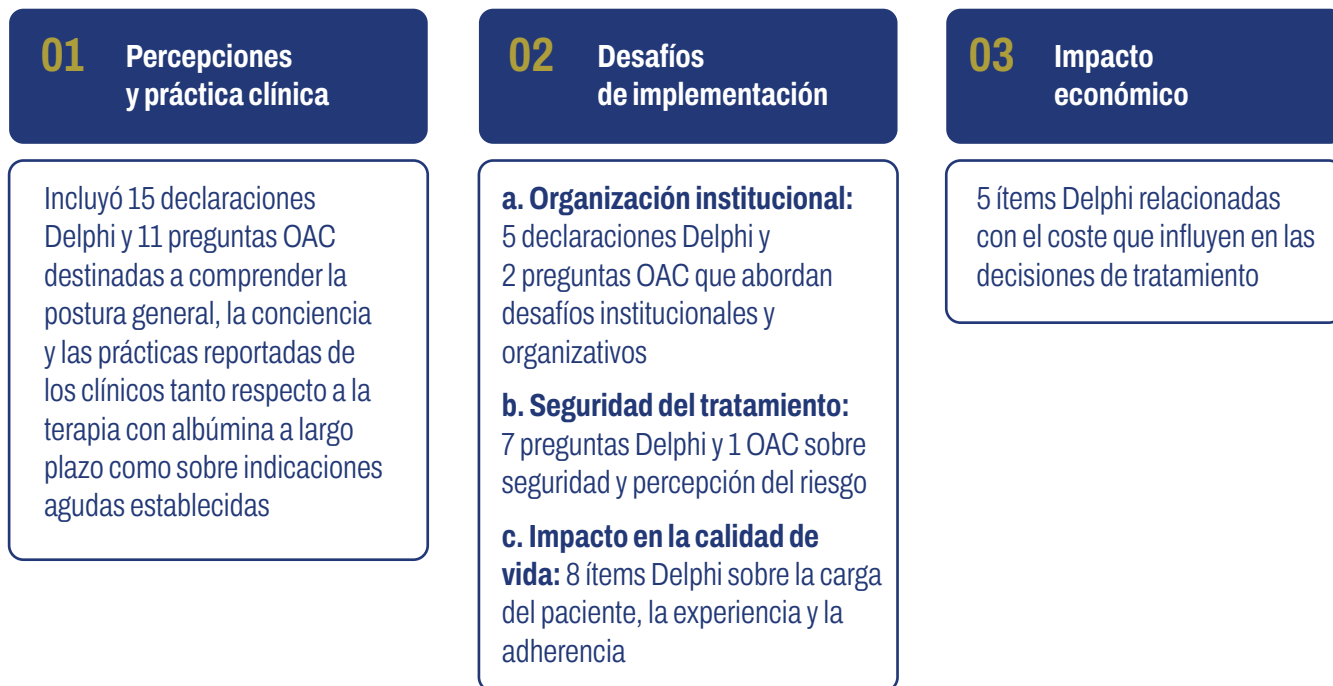 01
Percepciones
y práctica clínica
Incluyó 15 declaraciones
Delphi y 11 preguntas OAC
destinadas a comprender la
postura general, la conciencia
y las prácticas reportadas de
los clínicos tanto respecto a la
terapia con albúmina a largo
plazo como sobre indicaciones
agudas establecidas
02
Desafíos
de implementación
a. Organización institucional:
5 declaraciones Delphi y
2 preguntas OAC que abordan
desafíos institucionales y
organizativos
b. Seguridad del tratamiento:
7 preguntas Delphi y 1 OAC sobre
seguridad y percepción del riesgo
c. Impacto en la calidad de
vida: 8 ítems Delphi sobre la carga
del paciente, la experiencia y la
adherencia
03
Impacto
económico
5 ítems Delphi relacionadas
con el coste que influyen en las
decisiones de tratamiento